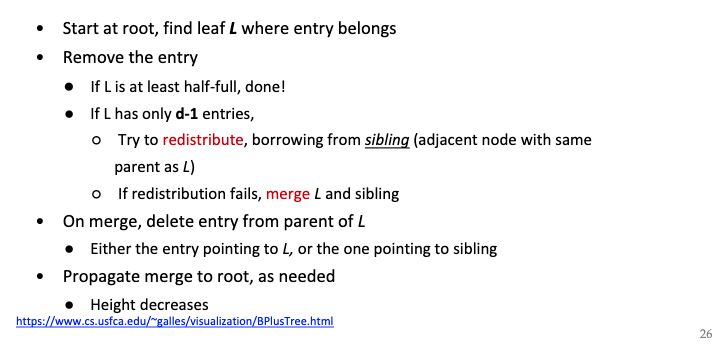 • Start at root, find leaf L where entry belongs
• Remove the entry
● If L is at least half-full, done!
● If L has only d-1 entries,
○ Try to redistribute, borrowing from sibling (adjacent node with same
parent as L)
○ If redistribution fails, merge L and sibling
• On merge, delete entry from parent of L
● Either the entry pointing to L, or the one pointing to sibling
• Propagate merge to root, as needed
● Height decreases
https://www.cs.usfca.edu/~galles/visualization/BPlusTree.html
26